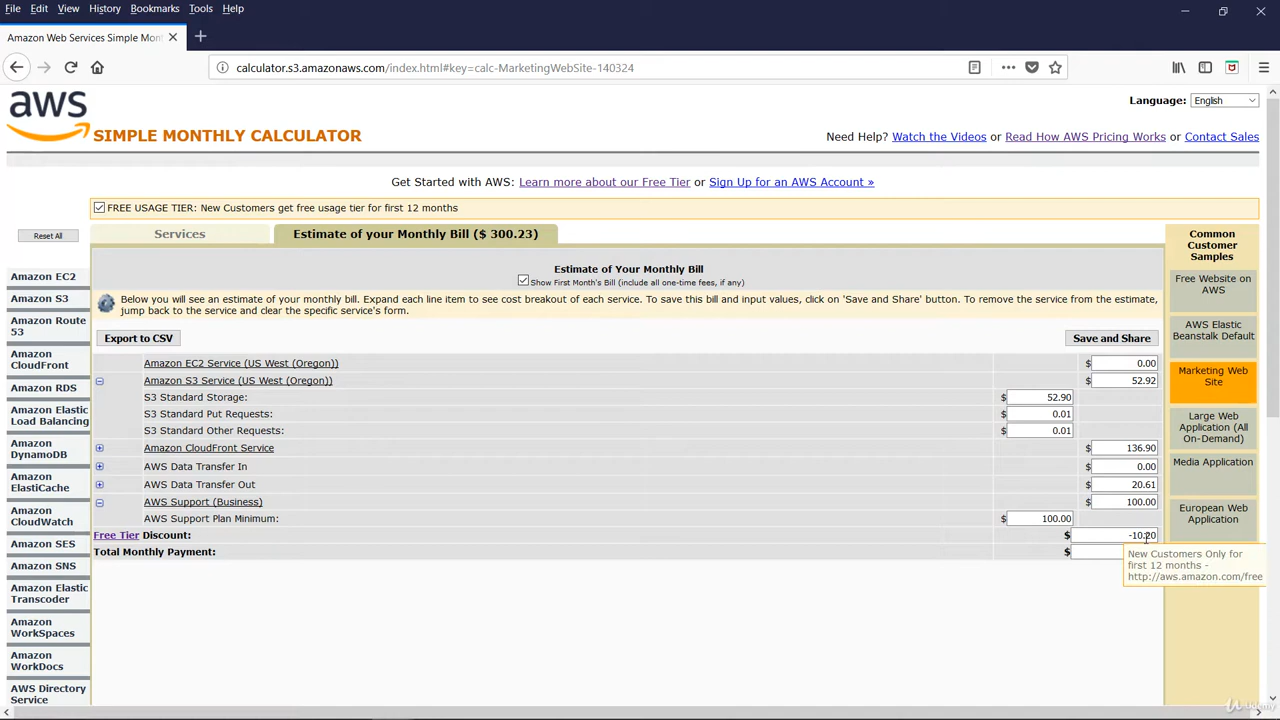 File Edit View History Bookmarks Tools Help
Amazon Web Services Simple Mont
calculator.s3.amazonaws.com/index.html#key=calc-MarketingWebSite-140324
Language: English
aws SIMPLE MONTHLY CALCULATOR
Need Help? Watch the Videos or Read How AWS Pricing Works or Contact Sales
Get Started with AWS: Learn more about our Free Tier or Sign Up for an AWS Account »
FREE USAGE TIER: New Customers get free usage tier for first 12 months
Reset All
Services
Estimate of your Monthly Bill ($ 300.23)
Estimate of Your Monthly Bill
Show First Month's Bill (include all one-time fees, if any)
Below you will see an estimate of your monthly bill. Expand each line item to see cost breakout of each service. To save this bill and input values, click on 'Save and Share' button. To remove the service from the estimate,
jump back to the service and clear the specific service's form.
Export to CSV
Save and Share
Amazon EC2 Service (US West (Oregon)) $ 0.00
Amazon S3 Service (US West (Oregon)) $ 52.92
S3 Standard Storage: $ 52.90
S3 Standard Put Requests: $ 0.01
S3 Standard Other Requests: $ 0.01
Amazon CloudFront Service $ 136.90
AWS Data Transfer In $ 0.00
AWS Data Transfer Out $ 20.61
AWS Support (Business) $ 100.00
AWS Support Plan Minimum: $ 100.00
Free Tier Discount: $ -10.20
Total Monthly Payment: $
New Customers Only for
first 12 months -
http://aws.amazon.com/free
Amazon EC2
Amazon S3
Amazon Route
53
Amazon
CloudFront
Amazon RDS
Amazon Elastic
Load Balancing
Amazon
DynamoDB
Amazon
ElastiCache
Amazon
CloudWatch
Amazon SES
Amazon SNS
Amazon Elastic
Transcoder
Amazon
WorkSpaces
Amazon
WorkDocs
AWS Directory
Service
Common
Customer
Samples
Free Website on
AWS
AWS Elastic
Beanstalk Default
Marketing Web
Site
Large Web
Application (All
On-Demand)
Media Application
European Web
Application
Udemy